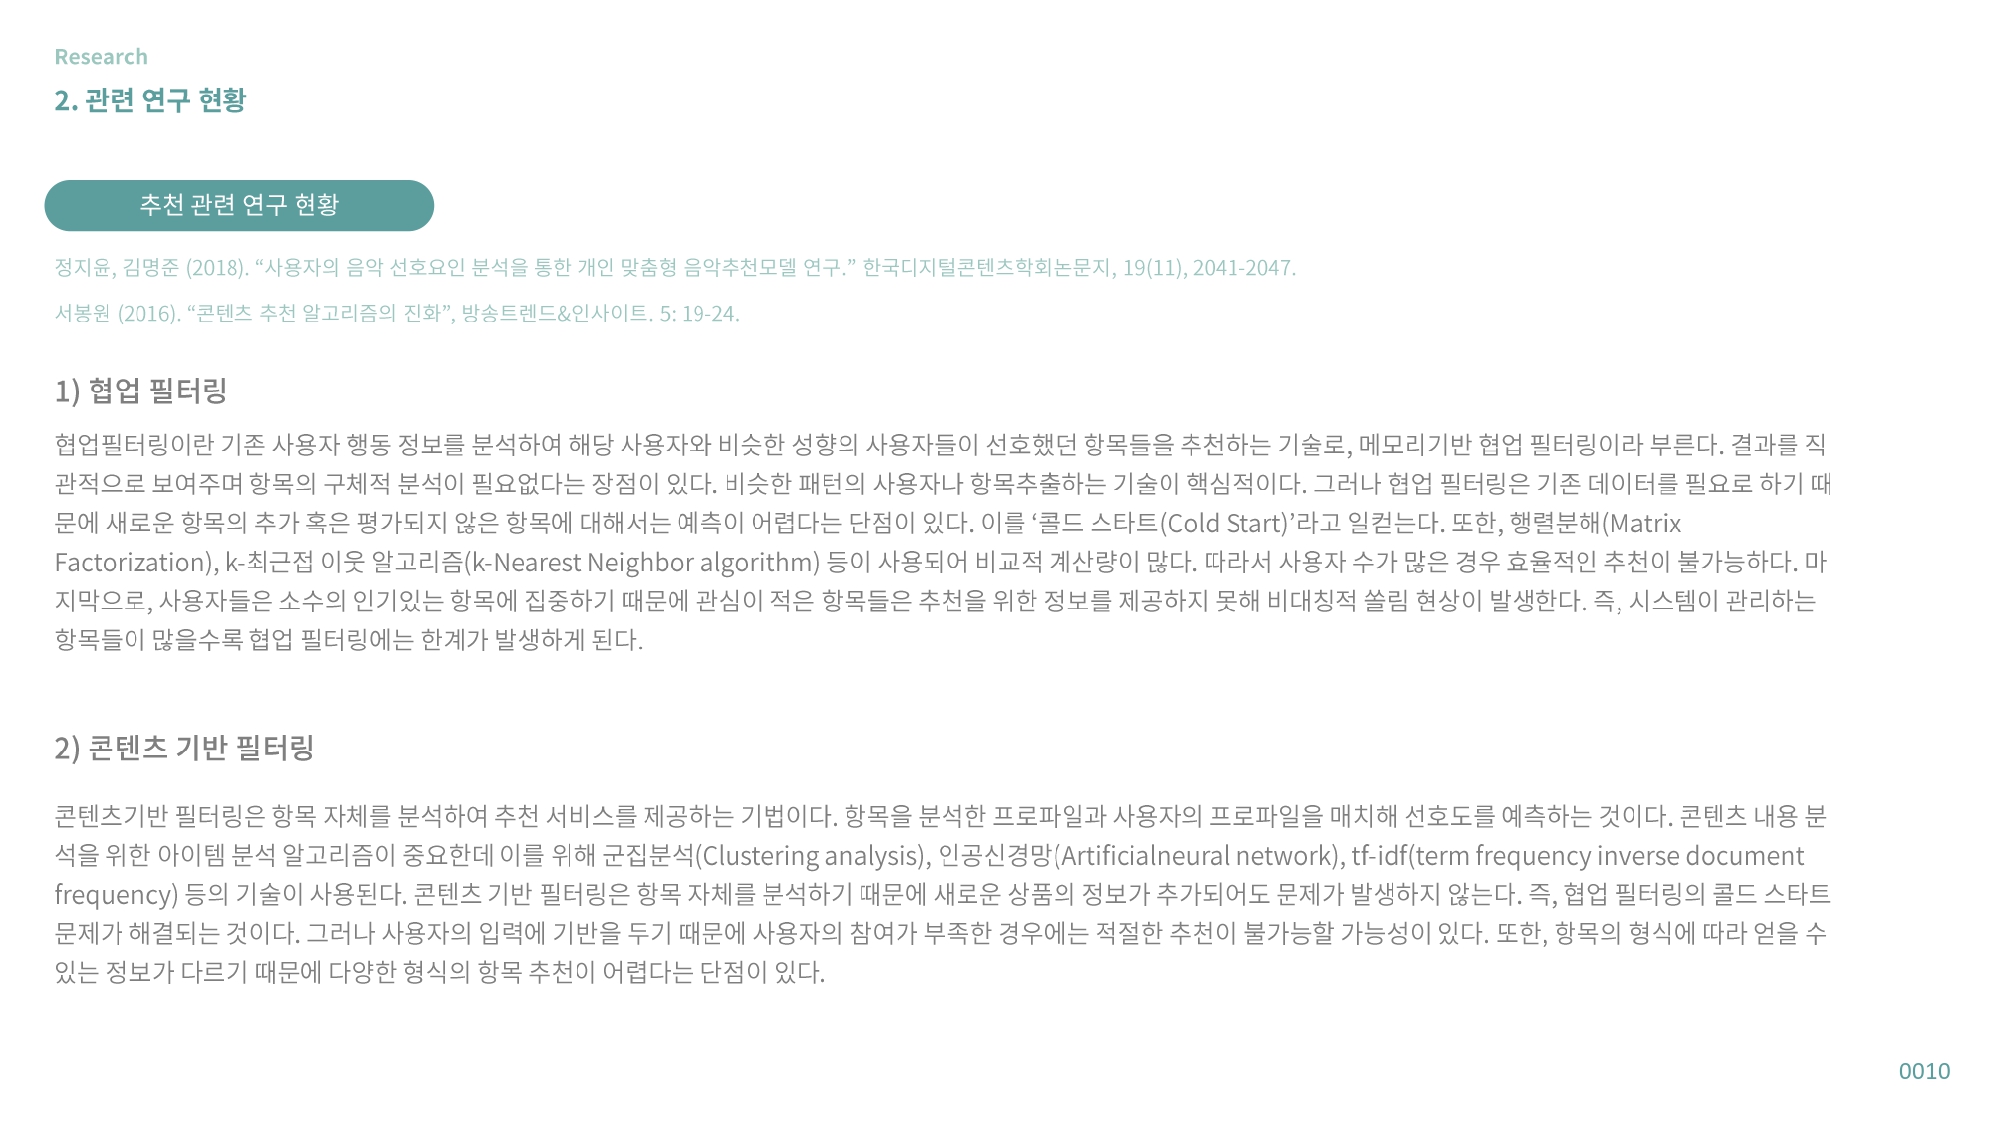 Research
2. 관련 연구 현황
추천 관련 연구 현황
정지윤, 김명준 (2018). “사용자의 음악 선호요인 분석을 통한 개인 맞춤형 음악추천모델 연구.” 한국디지털콘텐츠학회논문지, 19(11), 2041-2047.
서봉원 (2016). “콘텐츠 추천 알고리즘의 진화”, 방송트렌드&인사이트. 5: 19-24.
1) 협업 필터링
협업필터링이란 기존 사용자 행동 정보를 분석하여 해당 사용자와 비슷한 성향의 사용자들이 선호했던 항목들을 추천하는 기술로, 메모리기반 협업 필터링이라 부른다. 결과를 직
관적으로 보여주며 항목의 구체적 분석이 필요없다는 장점이 있다. 비슷한 패턴의 사용자나 항목추출하는 기술이 핵심적이다. 그러나 협업 필터링은 기존 데이터를 필요로 하기 때
문에 새로운 항목의 추가 혹은 평가되지 않은 항목에 대해서는 예측이 어렵다는 단점이 있다. 이를 ‘콜드 스타트(Cold Start)’라고 일컫는다. 또한, 행렬분해(Matrix
Factorization), k-최근접 이웃 알고리즘(k-Nearest Neighbor algorithm) 등이 사용되어 비교적 계산량이 많다. 따라서 사용자 수가 많은 경우 효율적인 추천이 불가능하다. 마
지막으로, 사용자들은 소수의 인기있는 항목에 집중하기 때문에 관심이 적은 항목들은 추천을 위한 정보를 제공하지 못해 비대칭적 쏠림 현상이 발생한다. 즉, 시스템이 관리하는
항목들이 많을수록 협업 필터링에는 한계가 발생하게 된다.
2) 콘텐츠 기반 필터링
콘텐츠기반 필터링은 항목 자체를 분석하여 추천 서비스를 제공하는 기법이다. 항목을 분석한 프로파일과 사용자의 프로파일을 매치해 선호도를 예측하는 것이다. 콘텐츠 내용 분
석을 위한 아이템 분석 알고리즘이 중요한데 이를 위해 군집분석(Clustering analysis), 인공신경망(Artificialneural network), tf-idf(term frequency inverse document
frequency) 등의 기술이 사용된다. 콘텐츠 기반 필터링은 항목 자체를 분석하기 때문에 새로운 상품의 정보가 추가되어도 문제가 발생하지 않는다. 즉, 협업 필터링의 콜드 스타트
문제가 해결되는 것이다. 그러나 사용자의 입력에 기반을 두기 때문에 사용자의 참여가 부족한 경우에는 적절한 추천이 불가능할 가능성이 있다. 또한, 항목의 형식에 따라 얻을 수
있는 정보가 다르기 때문에 다양한 형식의 항목 추천이 어렵다는 단점이 있다.
0010